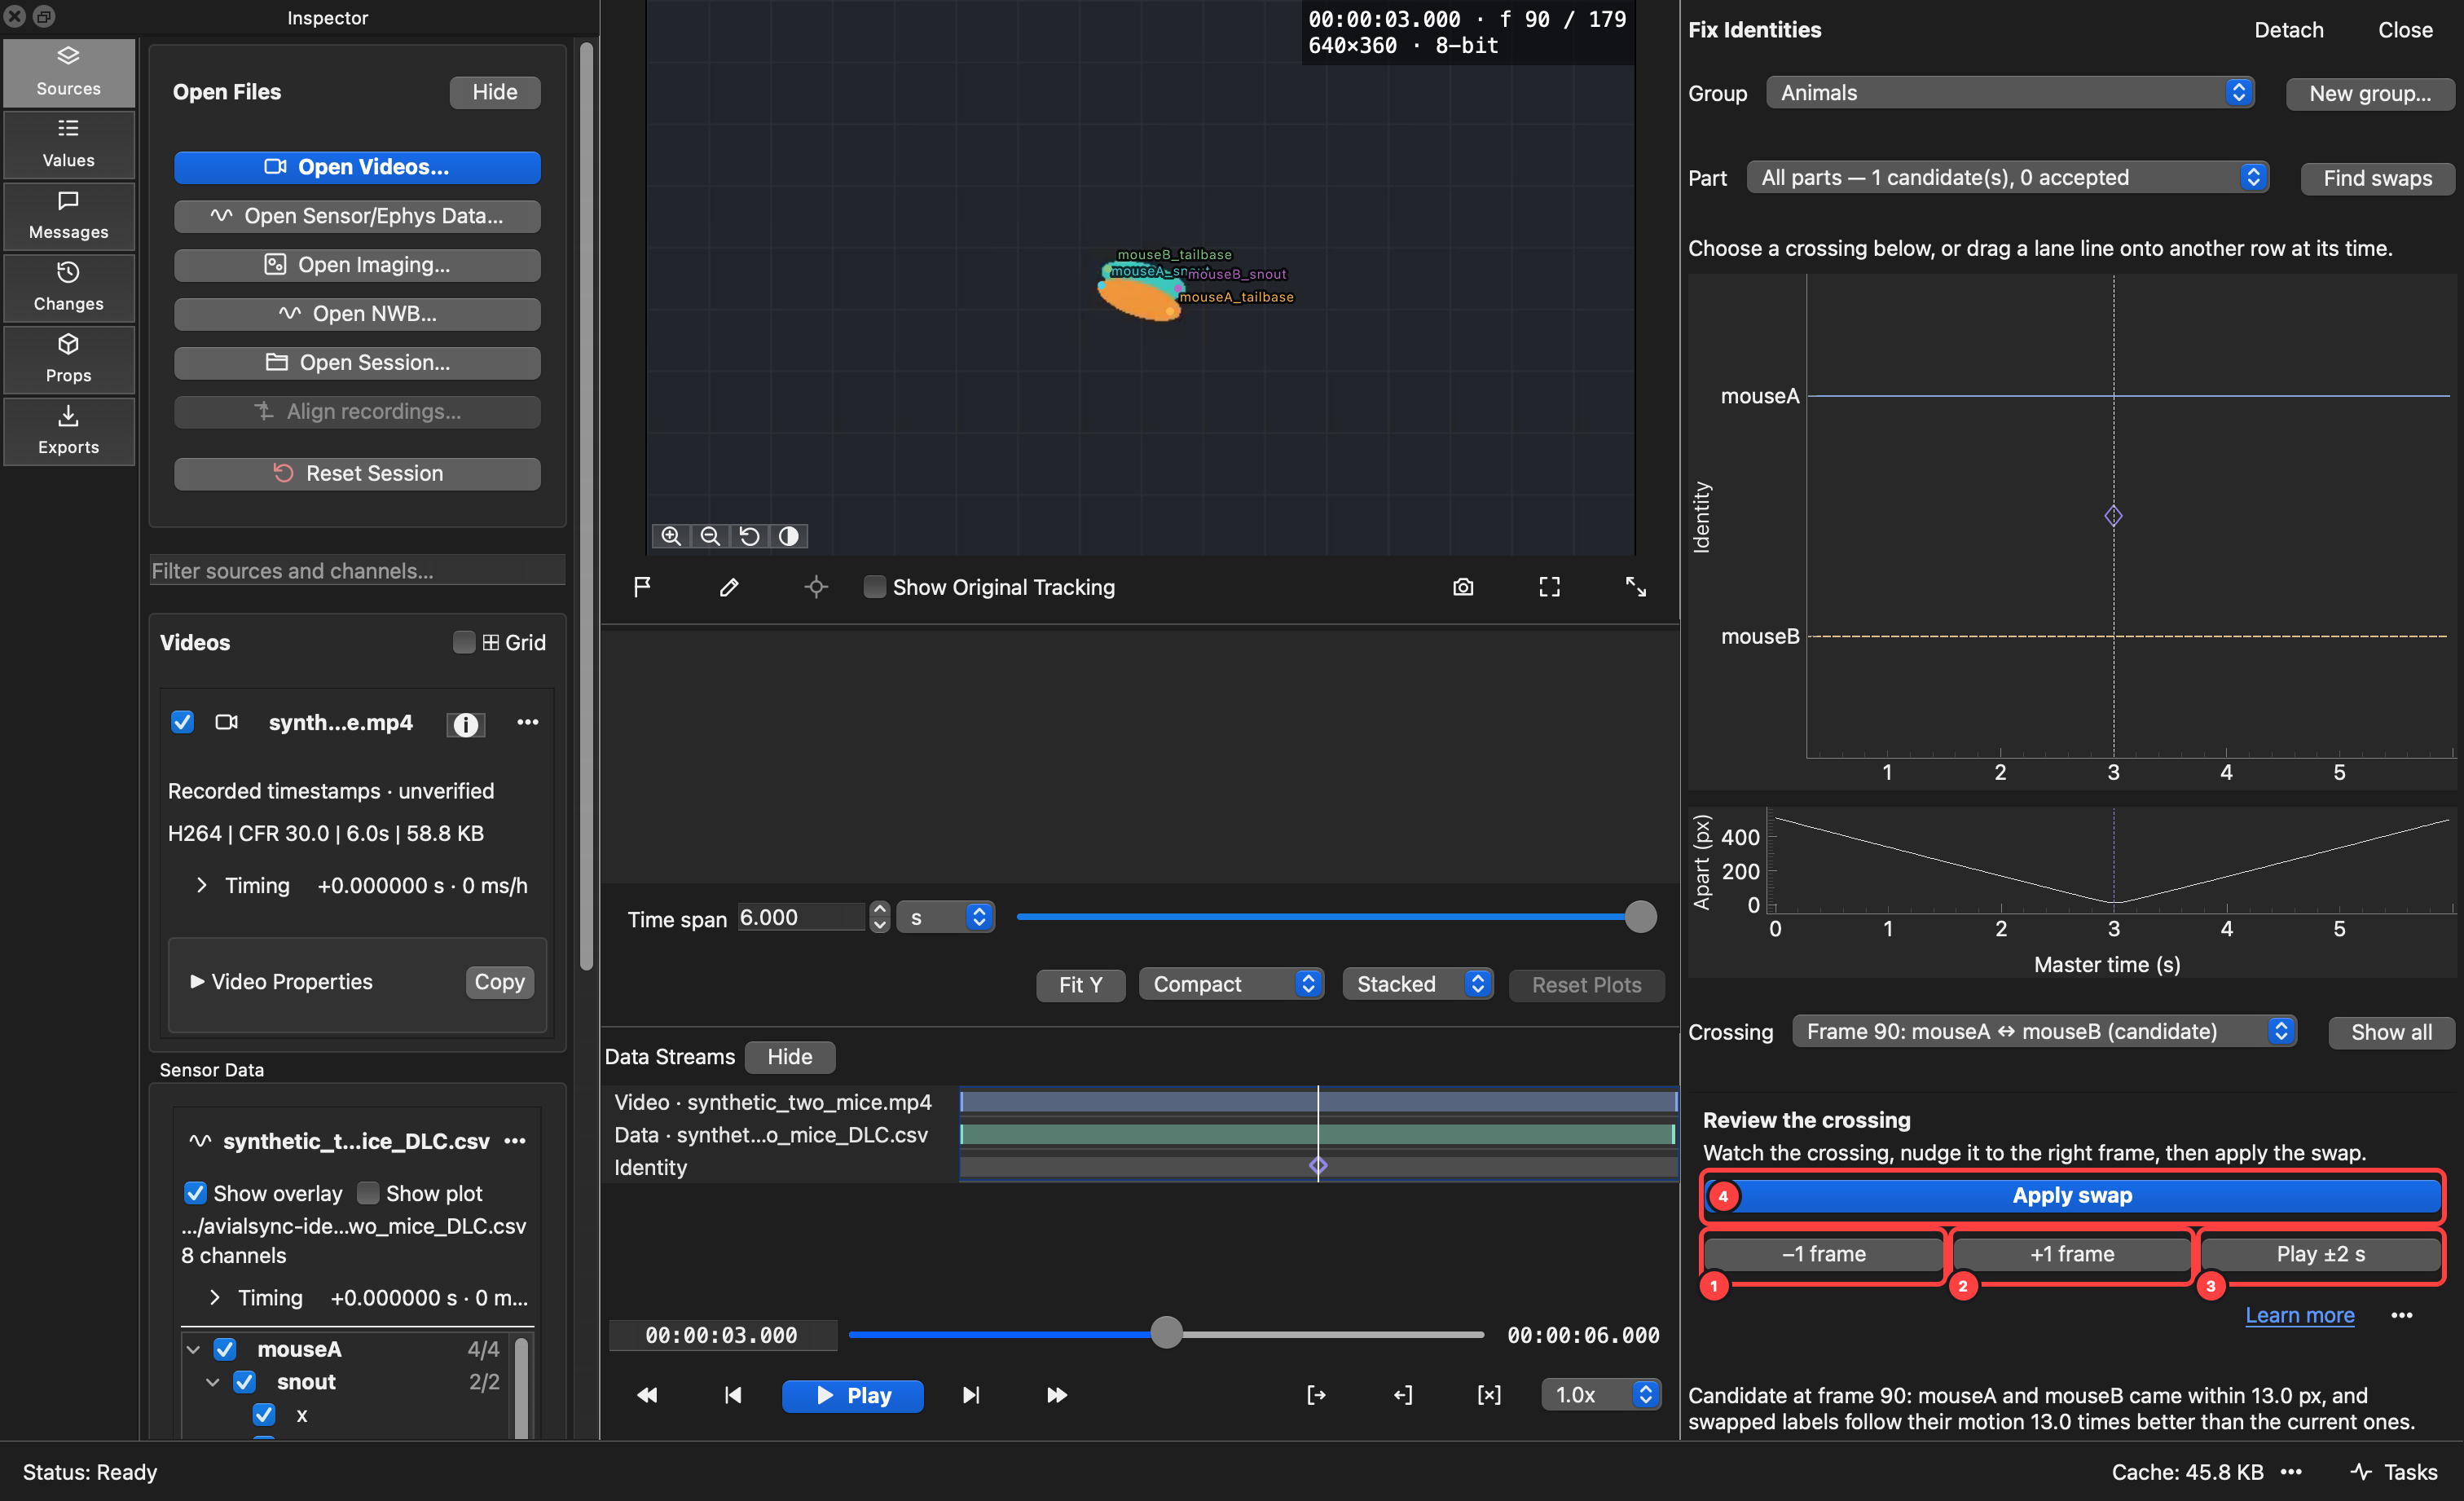 Inspector
Sources
Values
Messages
Changes
Props
Exports
Open Files
Hide
Open Videos...
Open Sensor/Ephys Data...
Open Imaging...
Open NWB...
Open Session...
Align recordings...
Reset Session
Filter sources and channels...
Videos
Grid
synth...e.mp4
Recorded timestamps · unverified
H264 | CFR 30.0 | 6.0s | 58.8 KB
Timing +0.000000 s · 0 ms/h
Video Properties
Copy
Sensor Data
synthetic_t...ice_DLC.csv
Show overlay
Show plot
.../avialsync-ide...wo_mice_DLC.csv
8 channels
Timing +0.000000 s · 0 m...
mouseA 4/4
snout 2/2
x
00:00:03.000 · f 90 / 179
640×360 · 8-bit
mouseB_tailbase
mouseB_snout
mouseA_tailbase
Show Original Tracking
Time span 6.000 s
Fit Y
Compact
Stacked
Reset Plots
Data Streams
Hide
Video · synthetic_two_mice.mp4
Data · synthet...o_mice_DLC.csv
Identity
00:00:03.000
00:00:06.000
Play
1.0x
Fix Identities
Detach
Close
Group
Animals
New group...
Part
All parts — 1 candidate(s), 0 accepted
Find swaps
Choose a crossing below, or drag a lane line onto another row at its time.
mouseA
mouseB
Identity
1 2 3 4 5
Apart (px)
400
200
0
0 1 2 3 4 5
Master time (s)
Crossing
Frame 90: mouseA ↔ mouseB (candidate)
Show all
Review the crossing
Watch the crossing, nudge it to the right frame, then apply the swap.
4
Apply swap
−1 frame
+1 frame
Play ±2 s
1
2
3
Learn more
Candidate at frame 90: mouseA and mouseB came within 13.0 px, and
swapped labels follow their motion 13.0 times better than the current ones.
Status: Ready
Cache: 45.8 KB
Tasks